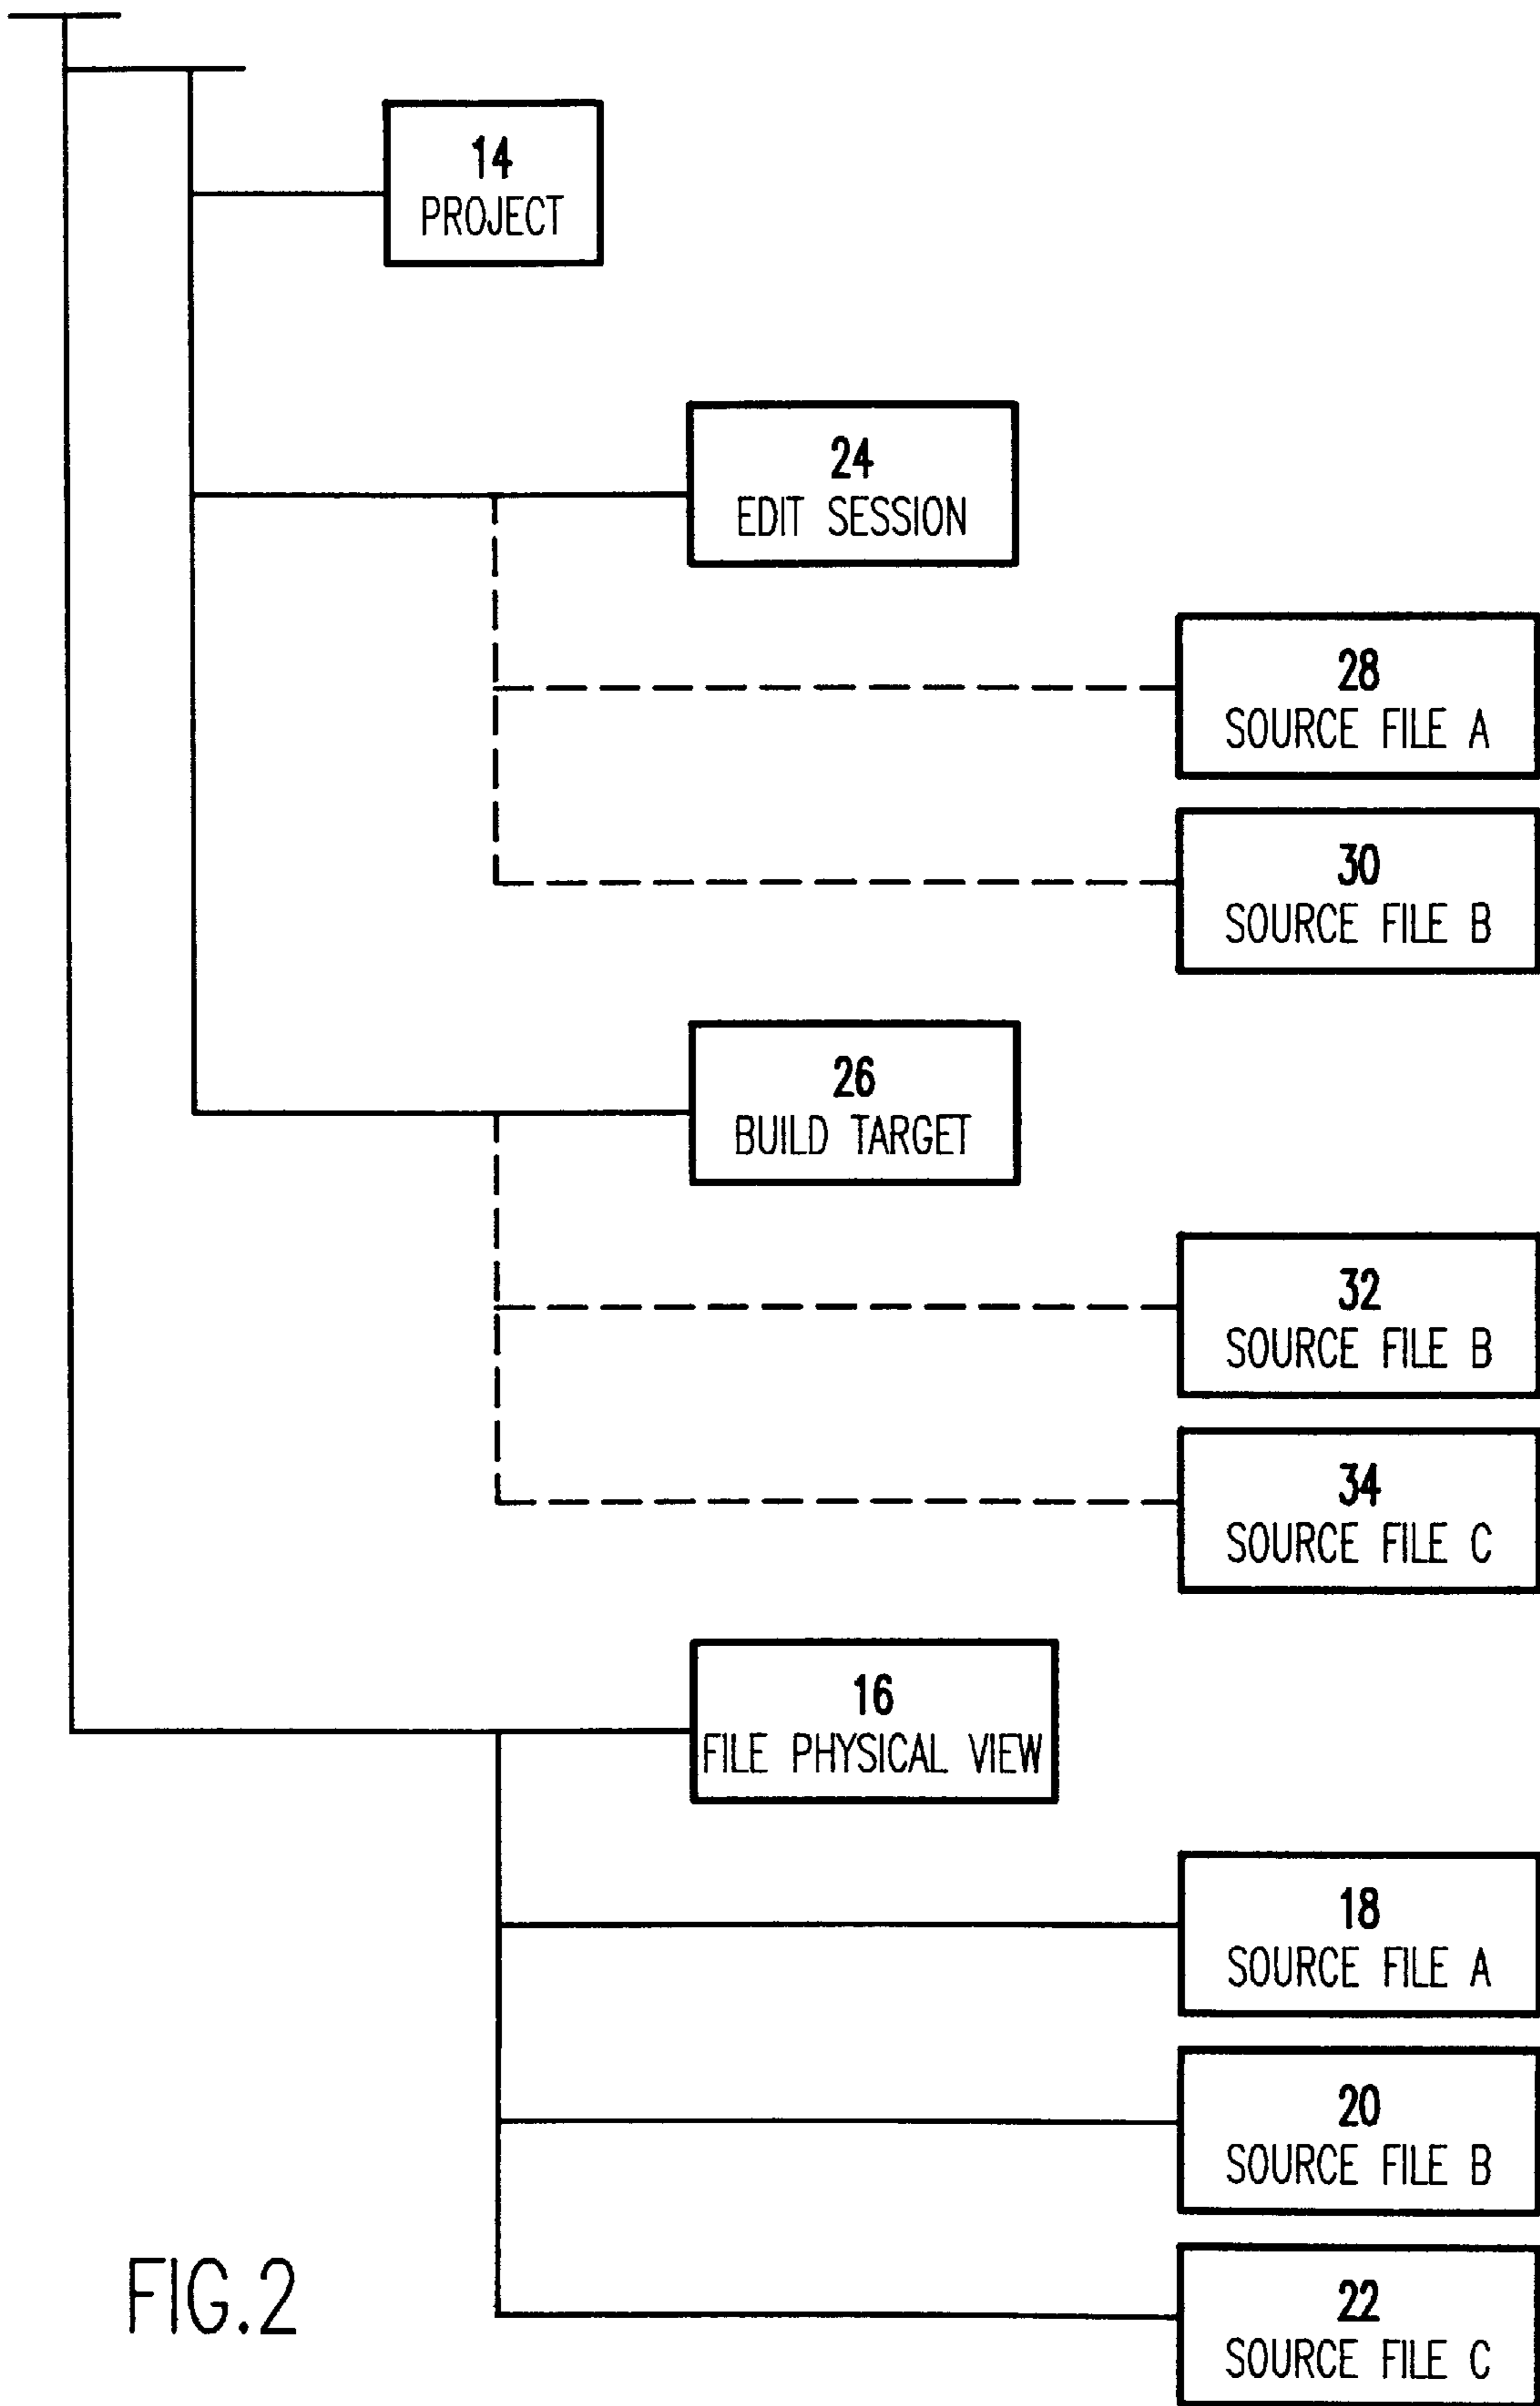 14
PROJECT
24
EDIT SESSION
28
SOURCE FILE A
30
SOURCE FILE B
26
BUILD TARGET
32
SOURCE FILE B
34
SOURCE FILE C
16
FILE PHYSICAL VIEW
18
SOURCE FILE A
20
SOURCE FILE B
22
SOURCE FILE C
FIG.2